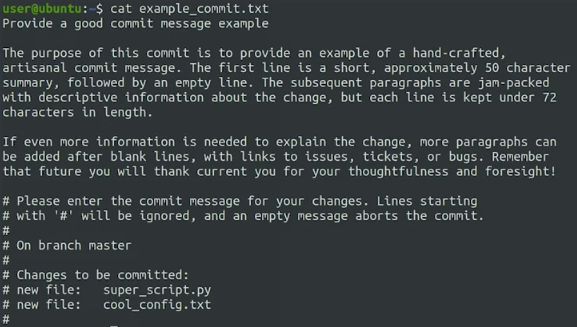 user@ubuntu:~$ cat example_commit.txt
Provide a good commit message example

The purpose of this commit is to provide an example of a hand-crafted,
artisanal commit message. The first line is a short, approximately 50 character
summary, followed by an empty line. The subsequent paragraphs are jam-packed
with descriptive information about the change, but each line is kept under 72
characters in length.

If even more information is needed to explain the change, more paragraphs can
be added after blank lines, with links to issues, tickets, or bugs. Remember
that future you will thank current you for your thoughtfulness and foresight!

# Please enter the commit message for your changes. Lines starting
# with '#' will be ignored, and an empty message aborts the commit.
#
# On branch master
#
# Changes to be committed:
# new file:   super_script.py
# new file:   cool_config.txt
#